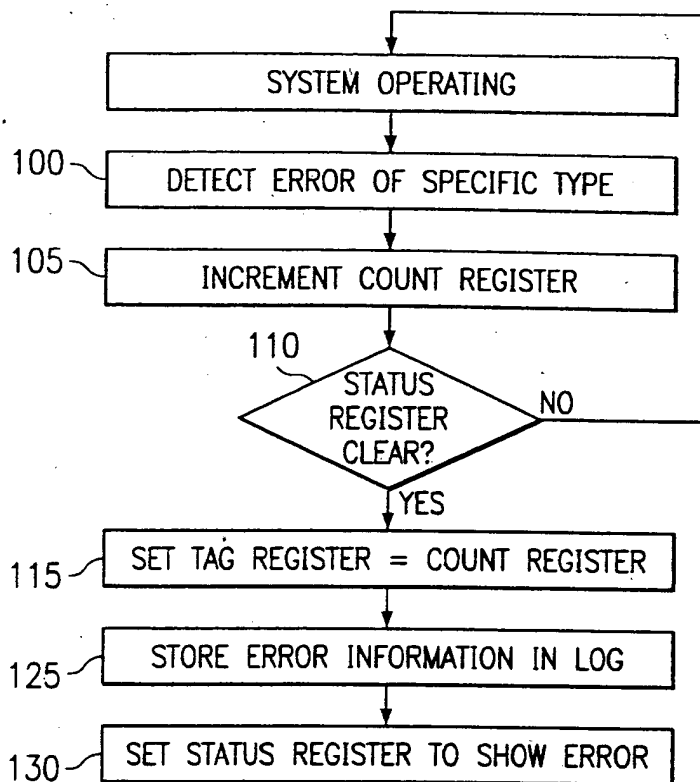 SYSTEM OPERATING
100
DETECT ERROR OF SPECIFIC TYPE
105
INCREMENT COUNT REGISTER
110
STATUS
REGISTER
CLEAR?
NO
YES
115
SET TAG REGISTER = COUNT REGISTER
125
STORE ERROR INFORMATION IN LOG
130
SET STATUS REGISTER TO SHOW ERROR